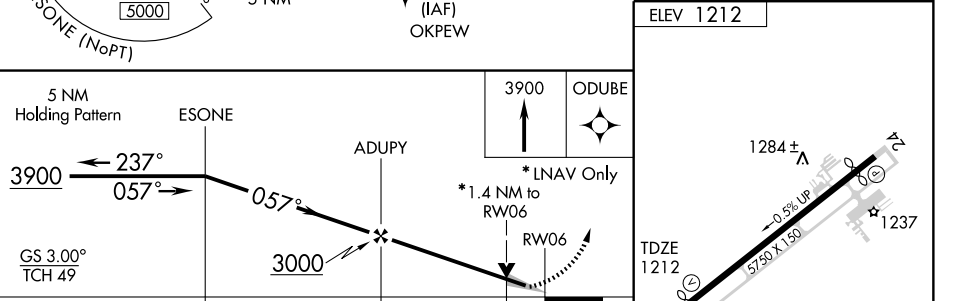 5000
5 NM
ESONE (NoPT)
(IAF)
OKPEW
ELEV 1212
5 NM
Holding Pattern
ESONE
ADUPY
3900
ODUBE
237°
3900
057°
057°
*LNAV Only
*1.4 NM to
RW06
RW06
GS 3.00°
TCH 49
3000
1284±
24
P
0.5% UP
5750 X 150
1237
TDZE
1212
V